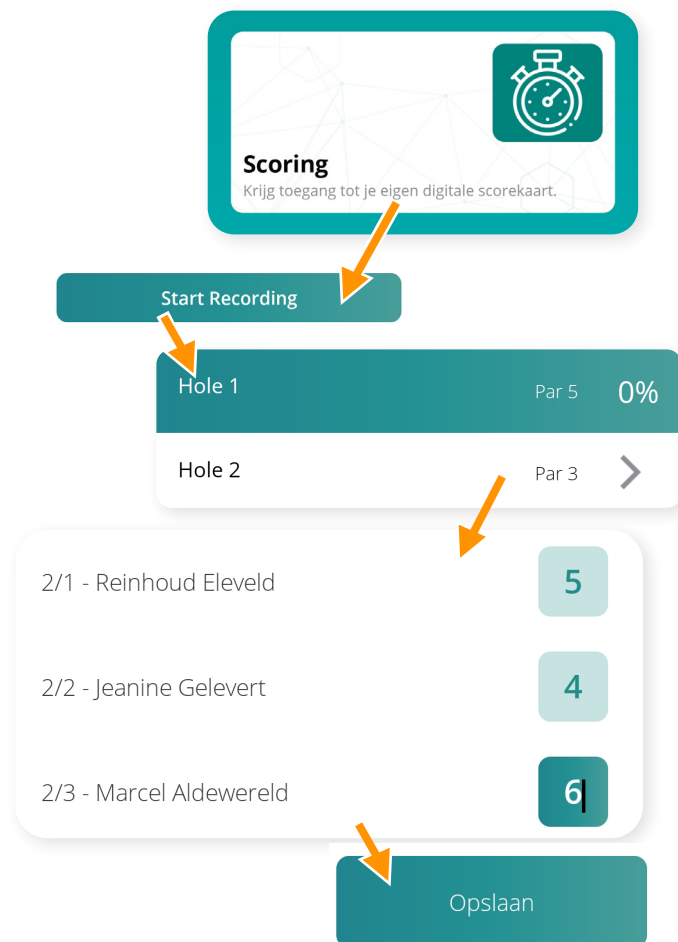 Scoring
Krijg toegang tot je eigen digitale scorekaart.
Start Recording
Hole 1 Par 5 0%
Hole 2 Par 3
2/1 - Reinhoud Eleveld 5
2/2 - Jeanine Gelevert 4
2/3 - Marcel Aldewereld 6
Opslaan